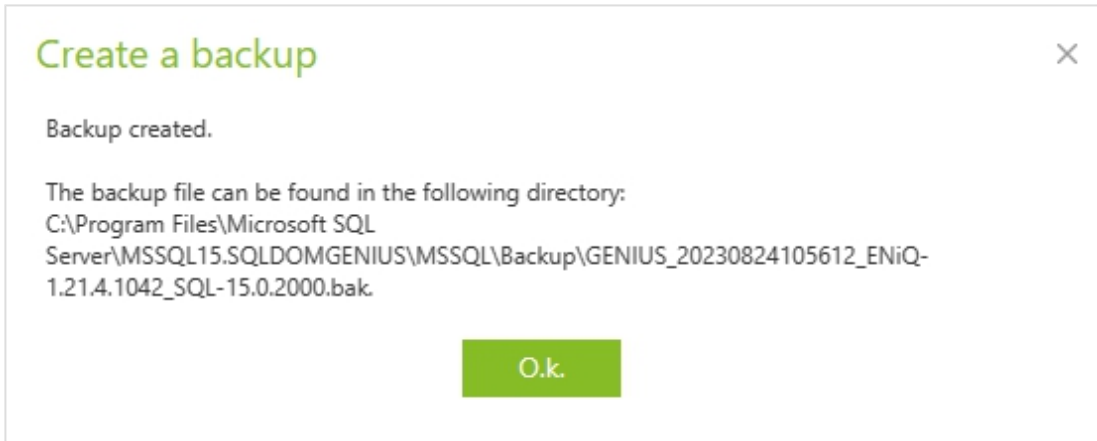 Create a backup
Backup created.
The backup file can be found in the following directory:
C:\Program Files\Microsoft SQL
Server\MSSQL15.SQLDOMGENIUS\MSSQL\Backup\GENIUS_20230824105612_ENiQ-
1.21.4.1042_SQL-15.0.2000.bak.
O.k.